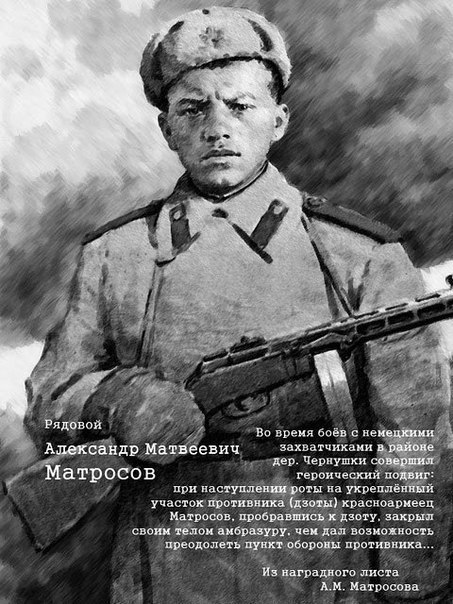 Рядовой
Александр Матвеевич
Матросов
Во время боёв с немецкими
захватчиками в районе
дер. Чернушки совершил
героический подвиг:
при наступлении роты на укреплённый
участок противника (дзоты) красноармеец
Матросов, пробравшись к дзоту, закрыл
своим телом амбразуру, чем дал возможность
преодолеть пункт обороны противника...
Из наградного листа
А.М. Матросова